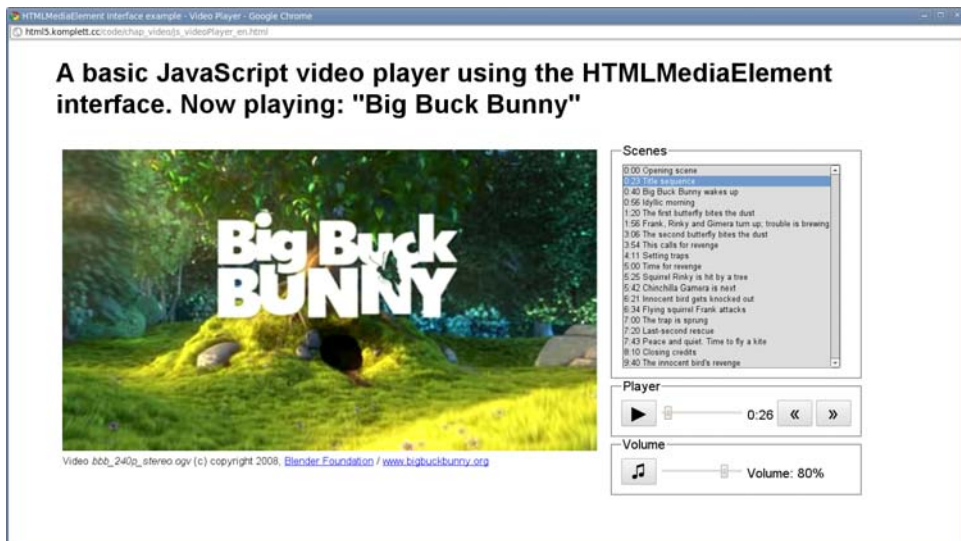 HTMLMediaElement Interface example - Video Player - Google Chrome
html5.komplett.cc/code/chap_video/js_videoPlayer_en.html
A basic JavaScript video player using the HTMLMediaElement
interface. Now playing: "Big Buck Bunny"
Big Buck
BUNNY
Video bbb_240p_stereo.ogv (c) copyright 2008, Blender Foundation / www.bigbuckbunny.org
Scenes
0:00 Opening scene
0:23 Title sequence
0:40 Big Buck Bunny wakes up
0:56 Idyllic morning
1:20 The first butterfly bites the dust
1:56 Frank, Rinky and Gimera turn up; trouble is brewing
3:06 The second butterfly bites the dust
3:54 This calls for revenge
4:11 Setting traps
5:00 Time for revenge
5:25 Squirrel Rinky is hit by a tree
5:42 Chinchilla Gamera is next
6:21 Innocent bird gets knocked out
6:34 Flying squirrel Frank attacks
7:00 The trap is sprung
7:20 Last-second rescue
7:43 Peace and quiet. Time to fly a kite
8:10 Closing credits
9:40 The innocent bird's revenge
Player
0:26 « »
Volume
Volume: 80%